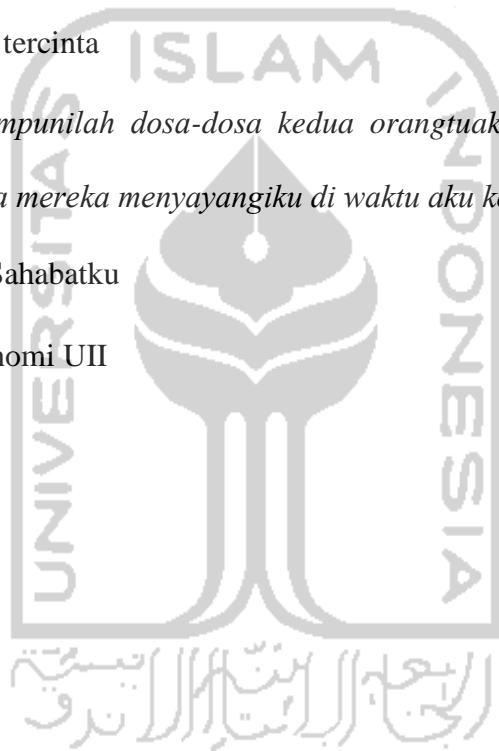 tercinta
ISLAM
mpunilah dosa-dosa kedua orangtuak
a mereka menyayangiku di waktu aku k
Sahabatku
nomi UII
UNIVERSITAS
INDONESIA